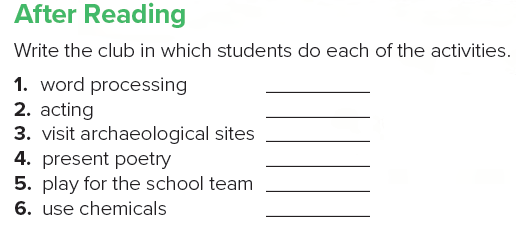 After Reading
Write the club in which students do each of the activities.
1. word processing
2. acting
3. visit archaeological sites
4. present poetry
5. play for the school team
6. use chemicals